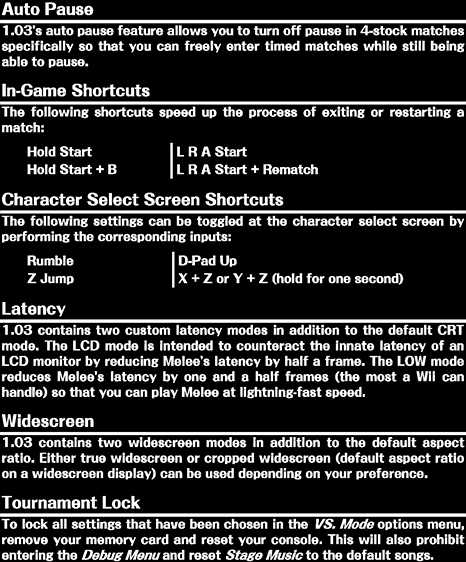 Auto Pause
1.03's auto pause feature allows you to turn off pause in 4-stock matches
specifically so that you can freely enter timed matches while still being
able to pause.
In-Game Shortcuts
The following shortcuts speed up the process of exiting or restarting a
match:
Hold Start L R A Start
Hold Start + B L R A Start + Rematch
Character Select Screen Shortcuts
The following settings can be toggled at the character select screen by
performing the corresponding inputs:
Rumble D-Pad Up
Z Jump X + Z or Y + Z (hold for one second)
Latency
1.03 contains two custom latency modes in addition to the default CRT
mode. The LCD mode is intended to counteract the innate latency of an
LCD monitor by reducing Melee's latency by half a frame. The LOW mode
reduces Melee's latency by one and a half frames (the most a Wii can
handle) so that you can play Melee at lightning-fast speed.
Widescreen
1.03 contains two widescreen modes in addition to the default aspect
ratio. Either true widescreen or cropped widescreen (default aspect ratio
on a widescreen display) can be used depending on your preference.
Tournament Lock
To lock all settings that have been chosen in the VS. Mode options menu,
remove your memory card and reset your console. This will also prohibit
entering the Debug Menu and reset Stage Music to the default songs.